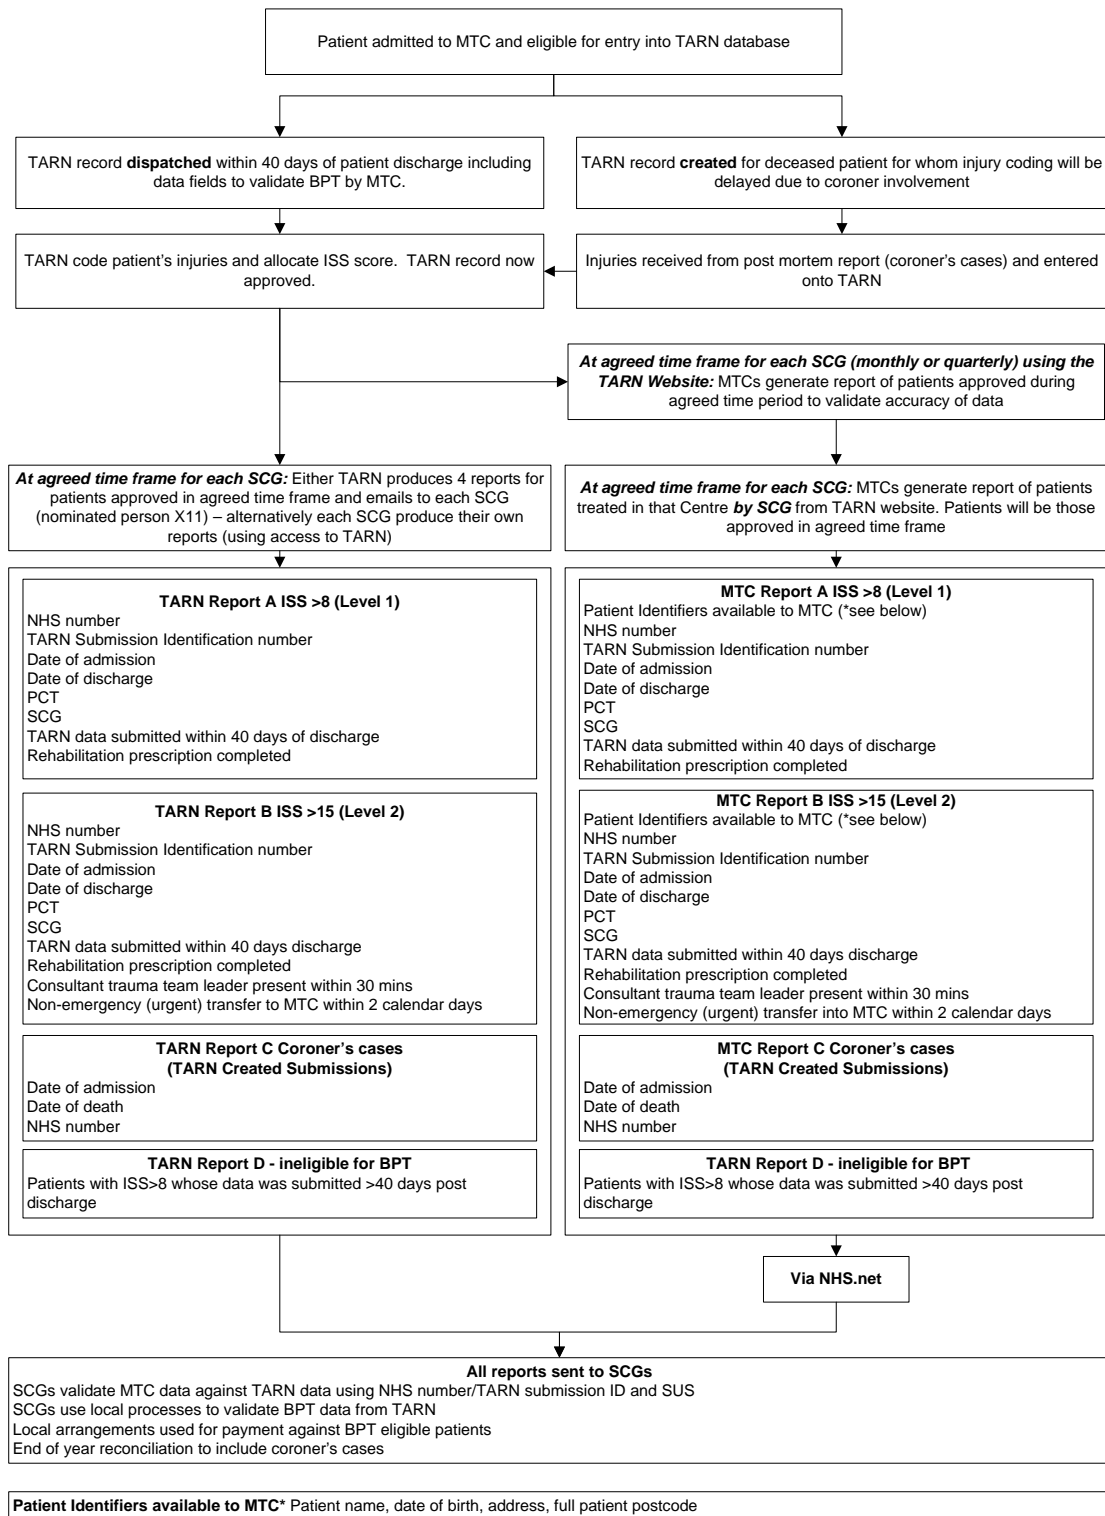 Patient admitted to MTC and eligible for entry into TARN database
TARN record dispatched within 40 days of patient discharge including
data fields to validate BPT by MTC.
TARN record created for deceased patient for whom injury coding will be
delayed due to coroner involvement
TARN code patient's injuries and allocate ISS score.  TARN record now
approved.
Injuries received from post mortem report (coroner's cases) and entered
onto TARN
At agreed time frame for each SCG (monthly or quarterly) using the
TARN Website: MTCs generate report of patients approved during
agreed time period to validate accuracy of data
At agreed time frame for each SCG: Either TARN produces 4 reports for
patients approved in agreed time frame and emails to each SCG
(nominated person X11) – alternatively each SCG produce their own
reports (using access to TARN)
At agreed time frame for each SCG: MTCs generate report of patients
treated in that Centre by SCG from TARN website. Patients will be those
approved in agreed time frame
TARN Report A ISS >8 (Level 1)
NHS number
TARN Submission Identification number
Date of admission
Date of discharge
PCT
SCG
TARN data submitted within 40 days of discharge
Rehabilitation prescription completed
TARN Report B ISS >15 (Level 2)
NHS number
TARN Submission Identification number
Date of admission
Date of discharge
PCT
SCG
TARN data submitted within 40 days discharge
Rehabilitation prescription completed
Consultant trauma team leader present within 30 mins
Non-emergency (urgent) transfer to MTC within 2 calendar days
TARN Report C Coroner's cases
(TARN Created Submissions)
Date of admission
Date of death
NHS number
TARN Report D - ineligible for BPT
Patients with ISS>8 whose data was submitted >40 days post
discharge
MTC Report A ISS >8 (Level 1)
Patient Identifiers available to MTC (*see below)
NHS number
TARN Submission Identification number
Date of admission
Date of discharge
PCT
SCG
TARN data submitted within 40 days of discharge
Rehabilitation prescription completed
MTC Report B ISS >15 (Level 2)
Patient Identifiers available to MTC (*see below)
NHS number
TARN Submission Identification number
Date of admission
Date of discharge
PCT
SCG
TARN data submitted within 40 days discharge
Rehabilitation prescription completed
Consultant trauma team leader present within 30 mins
Non-emergency (urgent) transfer into MTC within 2 calendar days
MTC Report C Coroner's cases
(TARN Created Submissions)
Date of admission
Date of death
NHS number
TARN Report D - ineligible for BPT
Patients with ISS>8 whose data was submitted >40 days post
discharge
Via NHS.net
All reports sent to SCGs
SCGs validate MTC data against TARN data using NHS number/TARN submission ID and SUS
SCGs use local processes to validate BPT data from TARN
Local arrangements used for payment against BPT eligible patients
End of year reconciliation to include coroner's cases
Patient Identifiers available to MTC* Patient name, date of birth, address, full patient postcode